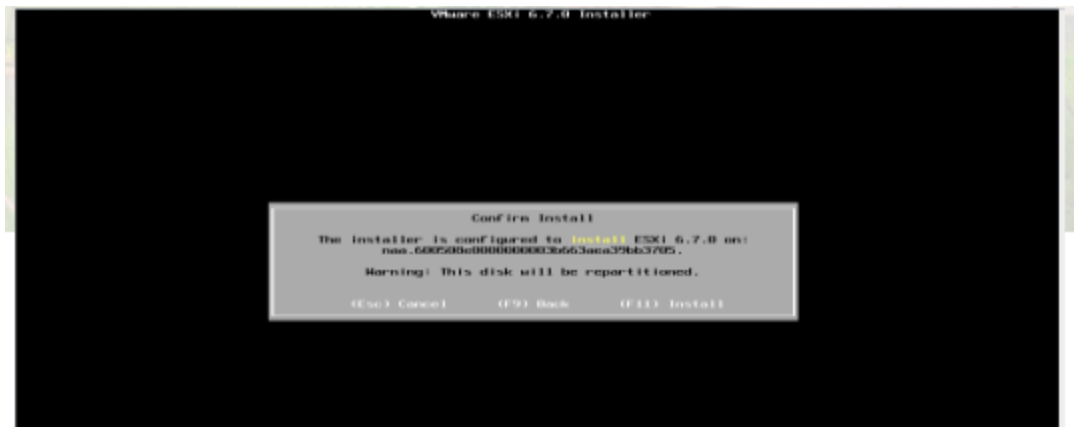 VMware ESXi 6.7.0 Installer
Confirm Install
The installer is configured to install ESXi 6.7.0 on:
Warning: This disk will be repartitioned.
(Esc) Cancel (F9) Back (F11) Install